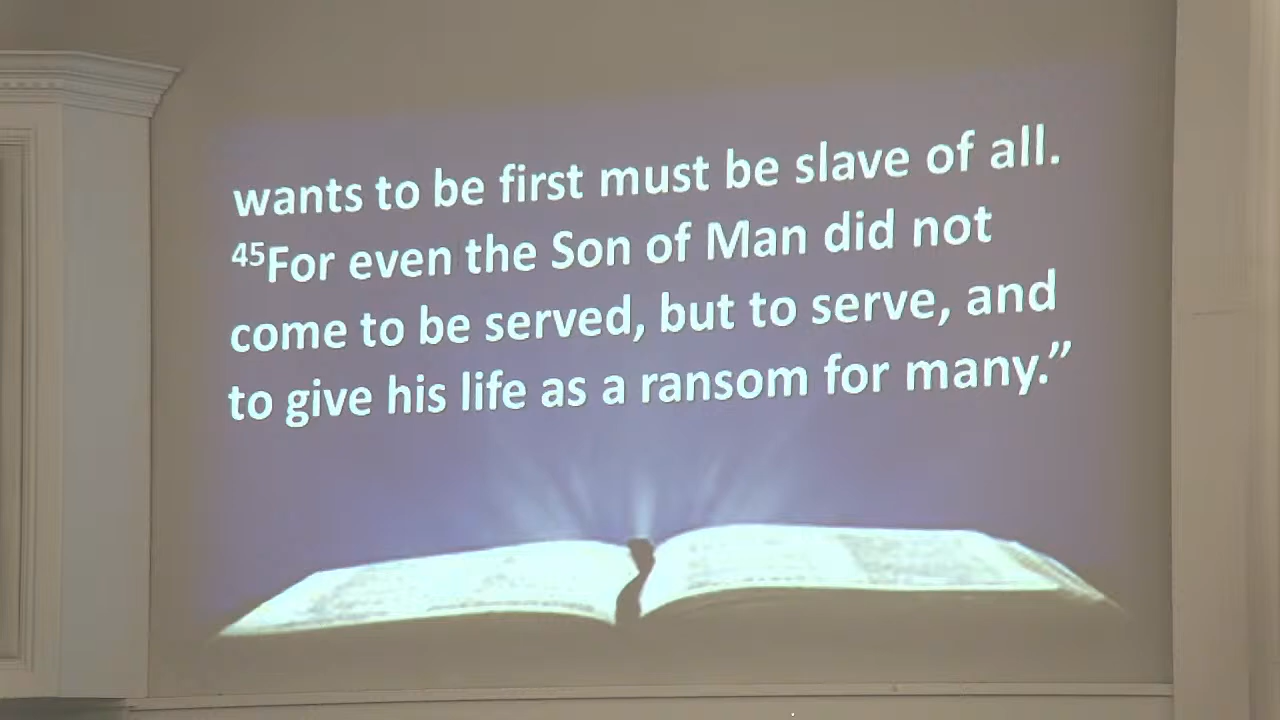 wants to be first must be slave of all.
⁴⁵For even the Son of Man did not
come to be served, but to serve, and
to give his life as a ransom for many.”